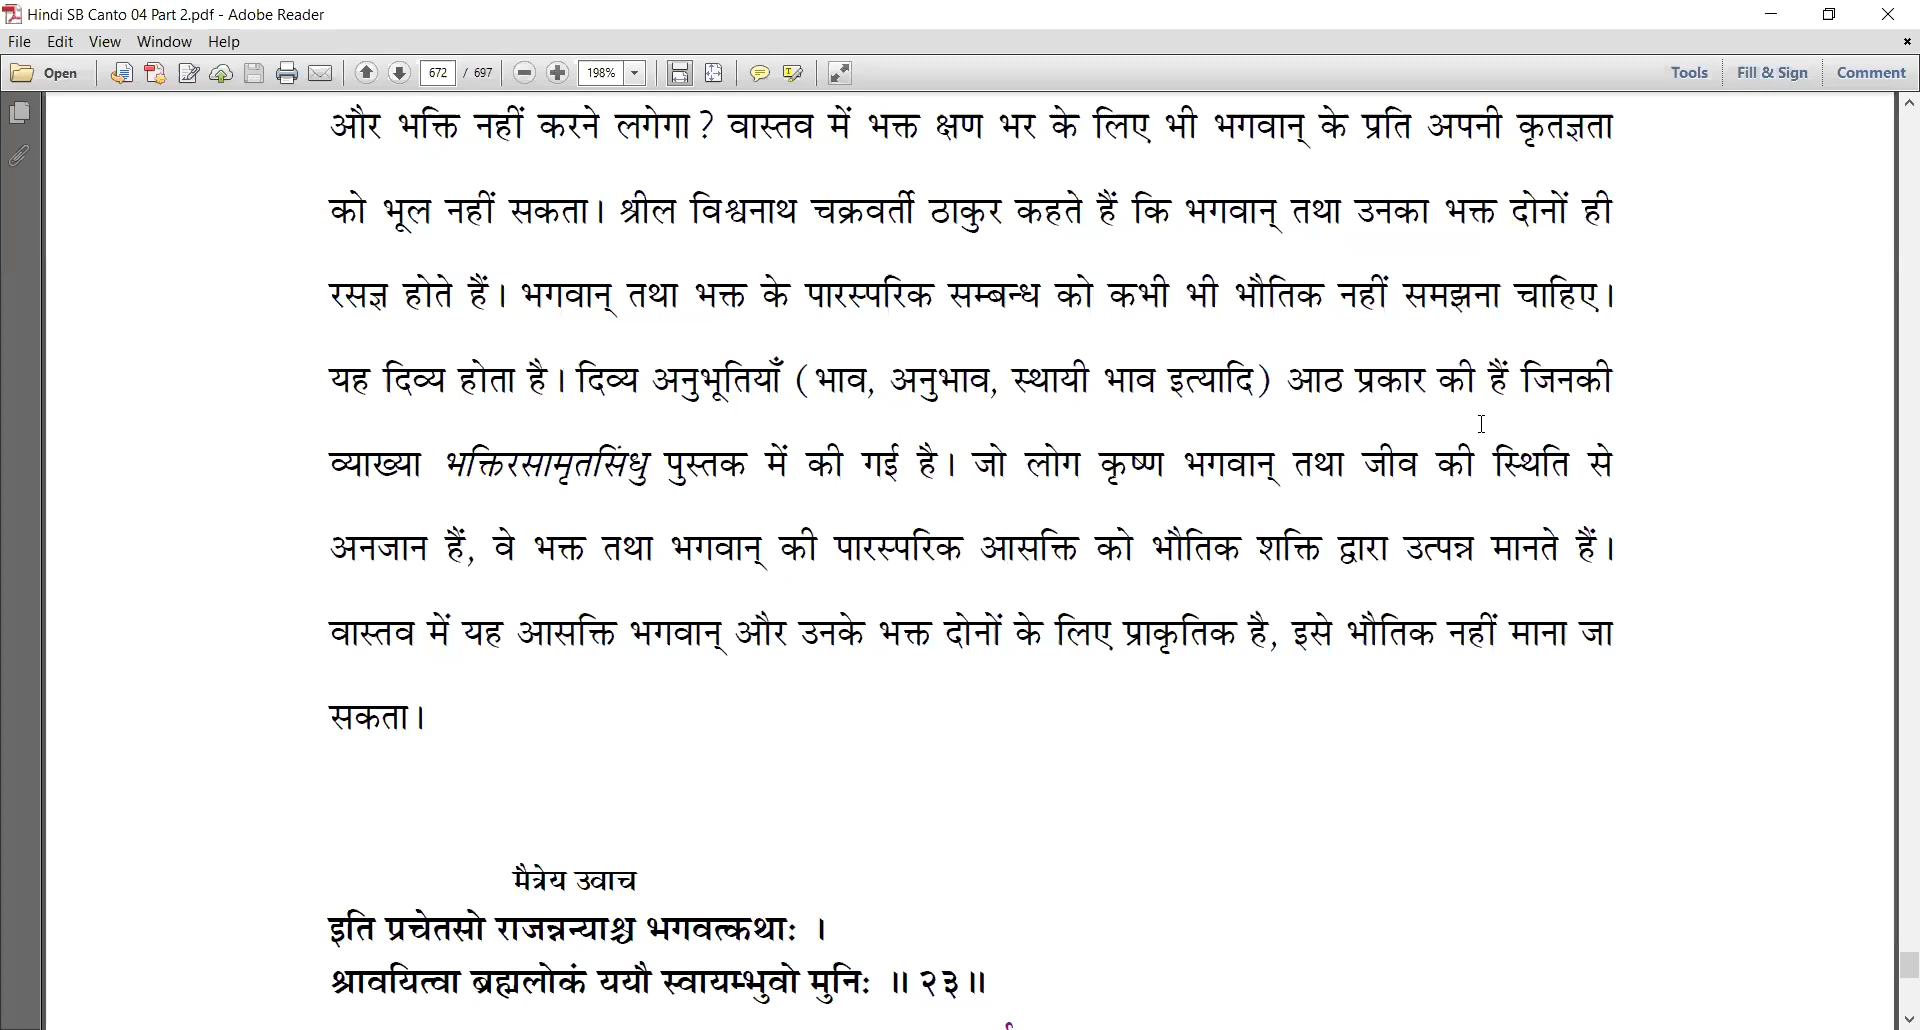 Hindi SB Canto 04 Part 2.pdf - Adobe Reader
File Edit View Window Help
Open 672 / 697 198% Tools Fill & Sign Comment
और भक्ति नहीं करने लगेगा? वास्तव में भक्त क्षण भर के लिए भी भगवान् के प्रति अपनी कृतज्ञता
को भूल नहीं सकता। श्रील विश्वनाथ चक्रवर्ती ठाकुर कहते हैं कि भगवान् तथा उनका भक्त दोनों ही
रसज्ञ होते हैं। भगवान् तथा भक्त के पारस्परिक सम्बन्ध को कभी भी भौतिक नहीं समझना चाहिए।
यह दिव्य होता है। दिव्य अनुभूतियाँ (भाव, अनुभाव, स्थायी भाव इत्यादि) आठ प्रकार की हैं जिनकी
व्याख्या भक्तिरसामृतसिंधु पुस्तक में की गई है। जो लोग कृष्ण भगवान् तथा जीव की स्थिति से
अनजान हैं, वे भक्त तथा भगवान् की पारस्परिक आसक्ति को भौतिक शक्ति द्वारा उत्पन्न मानते हैं।
वास्तव में यह आसक्ति भगवान् और उनके भक्त दोनों के लिए प्राकृतिक है, इसे भौतिक नहीं माना जा
सकता।
मैत्रेय उवाच
इति प्रचेतसो राजन्नन्याश्च भगवत्कथाः ।
श्रावयित्वा ब्रह्मलोकं ययौ स्वायम्भुवो मुनिः ॥ २३॥